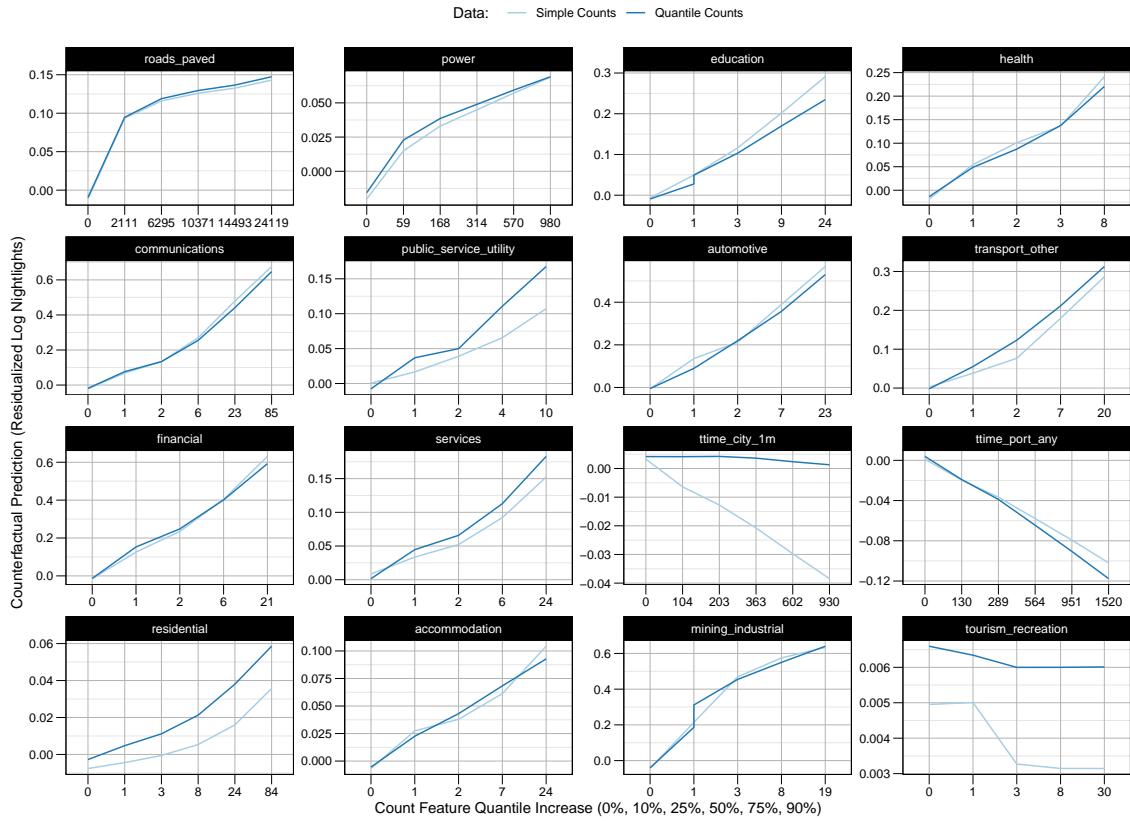 Data: Simple Counts Quantile Counts
roads_paved power education health
0.15 0.10 0.05 0.00
0 2111 6295 10371 14493 24119
0.050 0.025 0.000
0 59 168 314 570 980
0.3 0.2 0.1 0.0
0 1 3 9 24
0.25 0.20 0.15 0.10 0.05 0.00
0 1 2 3 8
communications public_service_utility automotive transport_other
0.6 0.4 0.2 0.0
0 1 2 6 23 85
0.15 0.10 0.05 0.00
0 1 2 4 10
0.4 0.2 0.0
0 1 2 7 23
0.3 0.2 0.1 0.0
0 1 2 7 20
financial services ttime_city_1m ttime_port_any
0.6 0.4 0.2 0.0
0 1 2 6 21
0.15 0.10 0.05 0.00
0 1 2 6 24
0.00 −0.01 −0.02 −0.03 −0.04
0 104 203 363 602 930
0.00 −0.04 −0.08 −0.12
0 130 289 564 951 1520
residential accommodation mining_industrial tourism_recreation
0.06 0.04 0.02 0.00
0 1 3 8 24 84
0.100 0.075 0.050 0.025 0.000
0 1 2 7 24
0.6 0.4 0.2 0.0
0 1 3 8 19
0.006 0.005 0.004 0.003
0 1 3 8 30
Counterfactual Prediction (Residualized Log Nightlights)
Count Feature Quantile Increase (0%, 10%, 25%, 50%, 75%, 90%)